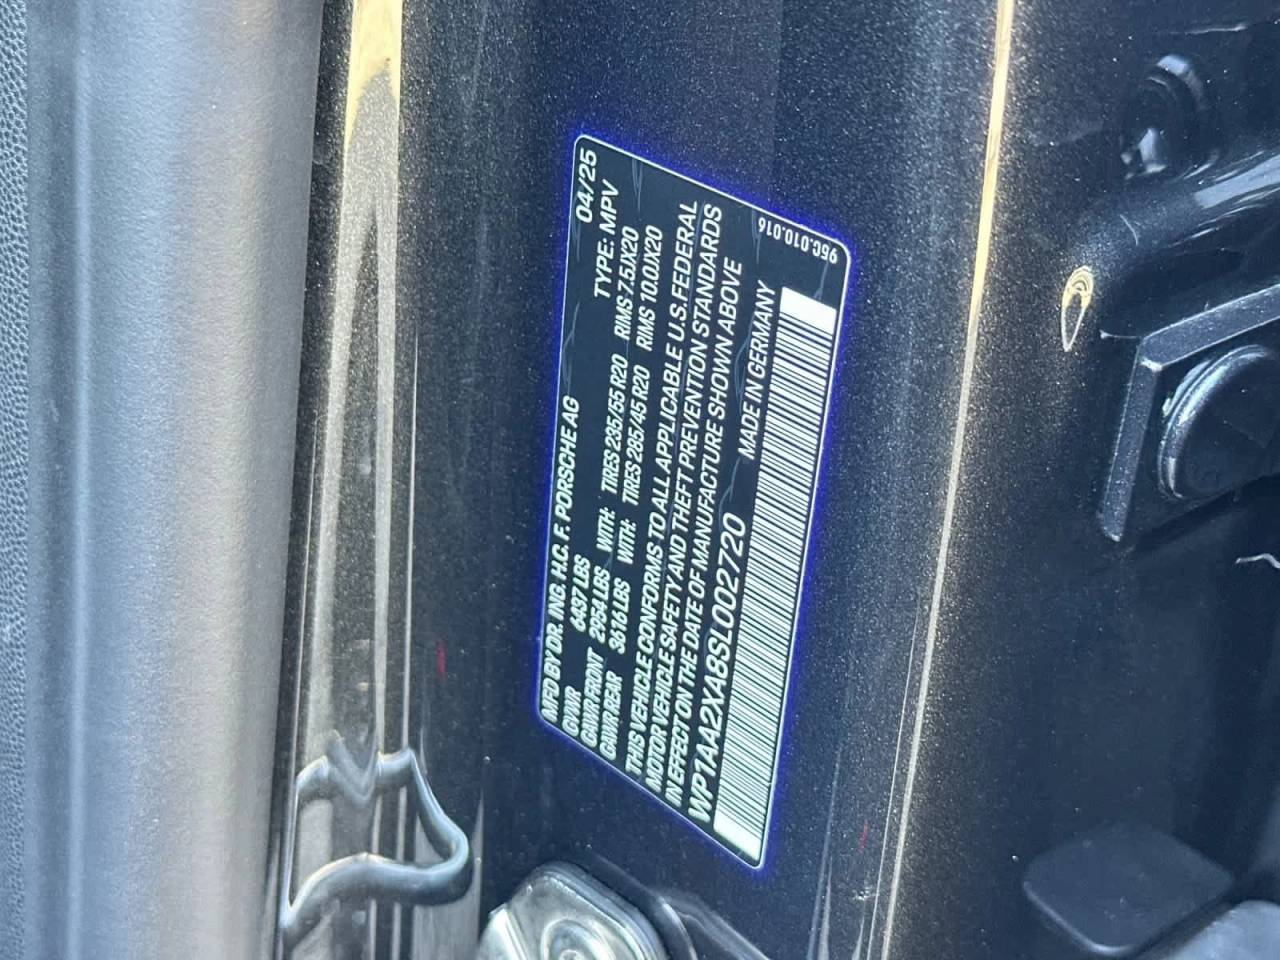 MFD BY DR. ING. H.C. F. PORSCHE AG 04/25
GVWR 6437 LBS TYPE: MPV
GAWR FRONT 2954 LBS WITH: TIRES 235/55 R20 RIMS 7.5JX20
GAWR REAR 3616 LBS WITH: TIRES 285/45 R20 RIMS 10.0JX20
THIS VEHICLE CONFORMS TO ALL APPLICABLE U.S. FEDERAL
MOTOR VEHICLE SAFETY AND THEFT PREVENTION STANDARDS
IN EFFECT ON THE DATE OF MANUFACTURE SHOWN ABOVE
WP1AA2XA8SL002720 MADE IN GERMANY
95C.010.016